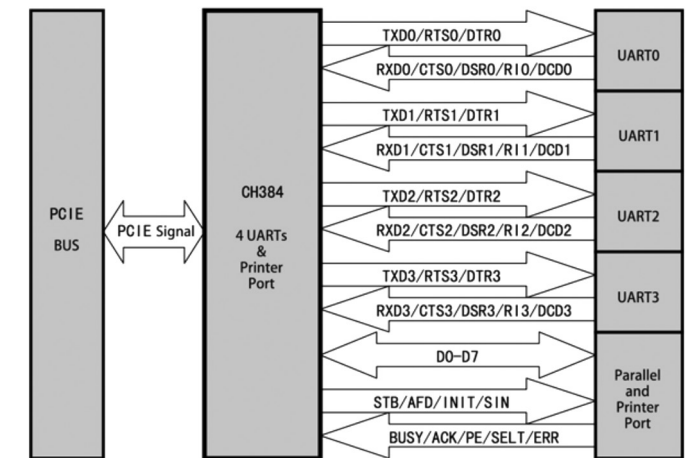 PCIE
BUS
PCIE Signal
CH384
4 UARTs
&
Printer
Port
TXD0/RTS0/DTR0
RXD0/CTS0/DSR0/RI0/DCD0
UART0
TXD1/RTS1/DTR1
RXD1/CTS1/DSR1/RI1/DCD1
UART1
TXD2/RTS2/DTR2
RXD2/CTS2/DSR2/RI2/DCD2
UART2
TXD3/RTS3/DTR3
RXD3/CTS3/DSR3/RI3/DCD3
UART3
D0-D7
STB/AFD/INIT/SIN
BUSY/ACK/PE/SELT/ERR
Parallel
and
Printer
Port